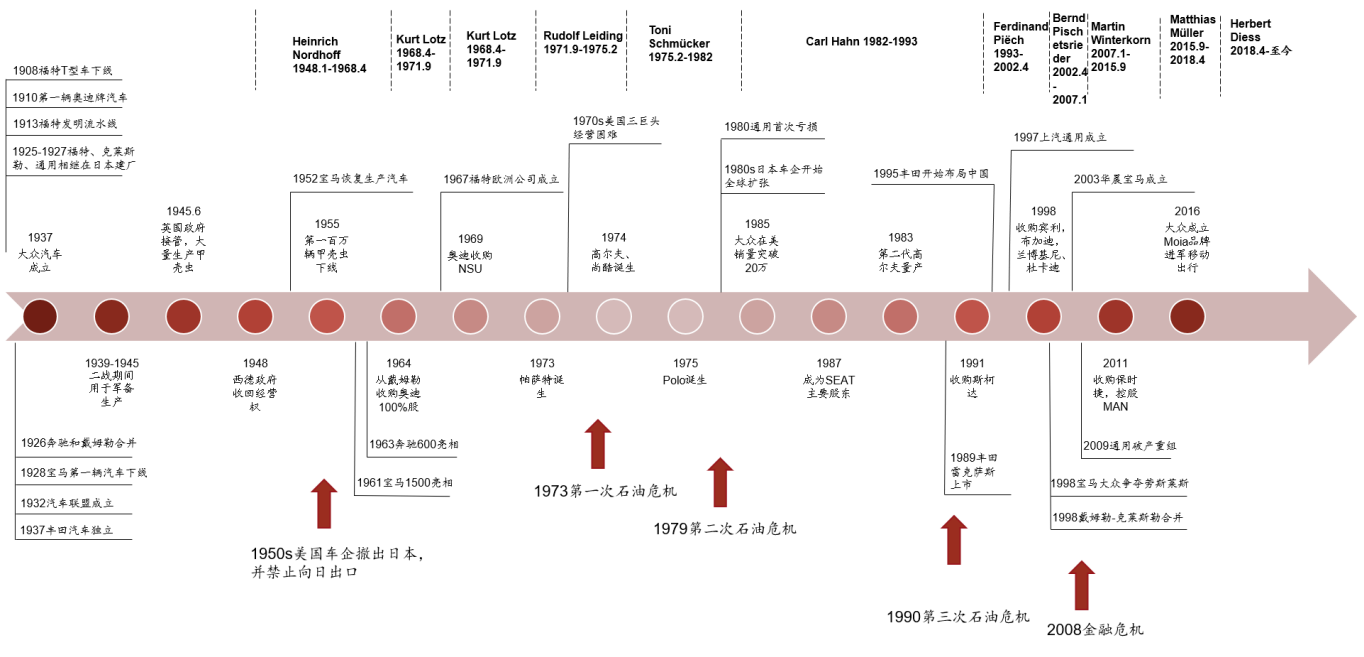 Heinrich
Nordhoff
1948.1-1968.4
Kurt Lotz
1968.4-
1971.9
Kurt Lotz
1968.4-
1971.9
Rudolf Leiding
1971.9-1975.2
Toni
Schmücker
1975.2-1982
Carl Hahn 1982-1993
Ferdinand
Piëch
1993-
2002.4
Bernd
Pisch
etsrie
der
2002.4
-
2007.1
Martin
Winterkorn
2007.1-
2015.9
Matthias
Müller
2015.9-
2018.4
Herbert
Diess
2018.4-至今
1908福特T型车下线
1910第一辆奥迪牌汽车
1913福特发明流水线
1925-1927福特、克莱斯
勒、通用相继在日本建厂
1952宝马恢复生产汽车
1967福特欧洲公司成立
1970s美国三巨头
经营困难
1980通用首次亏损
1980s日本车企开始
全球扩张
1995丰田开始布局中国
1997上汽通用成立
2003华晨宝马成立
1937
大众汽车
成立
1945.6
英国政府
接管，大
量生产甲
壳虫
1955
第一百万
辆甲壳虫
下线
1969
奥迪收购
NSU
1974
高尔夫、
尚酷诞生
1985
大众在美
销量突破
20万
1983
第二代高
尔夫量产
1998
收购宾利，
布加迪，
兰博基尼、
杜卡迪
2016
大众成立
Moia品牌
进军移动
出行
1939-1945
二战期间
用于军备
生产
1948
西德政府
收回经营
权
1964
从戴姆勒
收购奥迪
100%股
1973
帕萨特诞
生
1975
Polo诞生
1987
成为SEAT
主要股东
1991
收购斯柯
达
2011
收购保时
捷，控股
MAN
1926奔驰和戴姆勒合并
1928宝马第一辆汽车下线
1932汽车联盟成立
1937丰田汽车独立
1963奔驰600亮相
1961宝马1500亮相
1989丰田
雷克萨斯
上市
2009通用破产重组
1998宝马大众争夺劳斯莱斯
1998戴姆勒-克莱斯勒合并
1950s美国车企撤出日本，
并禁止向日出口
1973第一次石油危机
1979第二次石油危机
1990第三次石油危机
2008金融危机